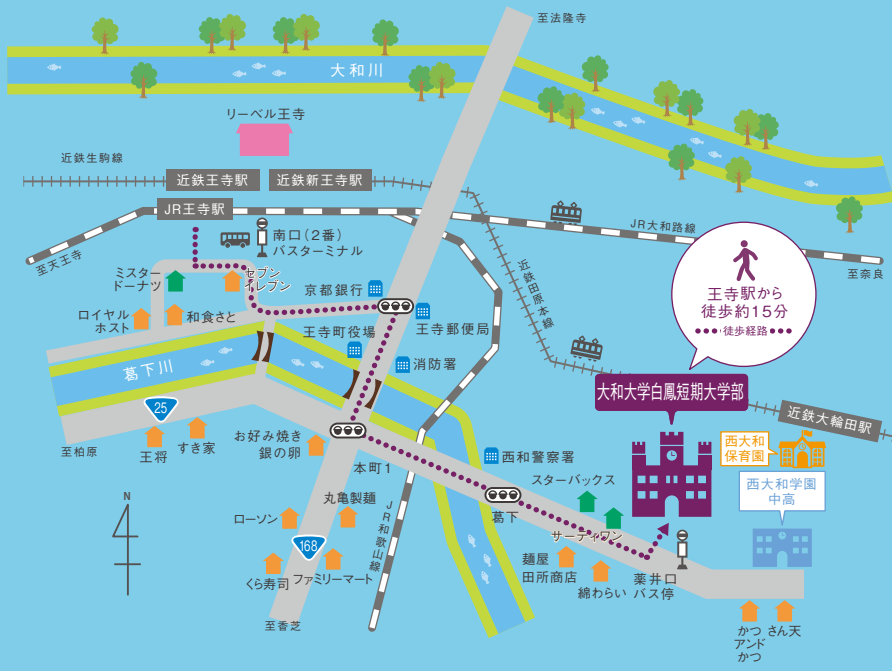 至法隆寺
大和川
リーベル王寺
近鉄生駒線
近鉄王寺駅
近鉄新王寺駅
JR王寺駅
JR大和路線
至天王寺
南口(2番)
バスターミナル
近鉄田原本線
至奈良
ミスター
ドーナツ
セブン
イレブン
京都銀行
王寺駅から
徒歩約15分
徒歩経路
ロイヤル
ホスト
和食さと
王寺町役場
王寺郵便局
葛下川
消防署
大和大学白鳳短期大学部
25
近鉄大輪田駅
至柏原
王将
すき家
お好み焼き
銀の卵
本町1
西和警察署
西大和
保育園
スターバックス
西大和学園
中高
丸亀製麺
ローソン
JR和歌山線
葛下
サーティワン
168
くら寿司
ファミリーマート
麺屋
田所商店
綿わらい
薬井口
バス停
至香芝
かつ
アンド
かつ
さん天
N